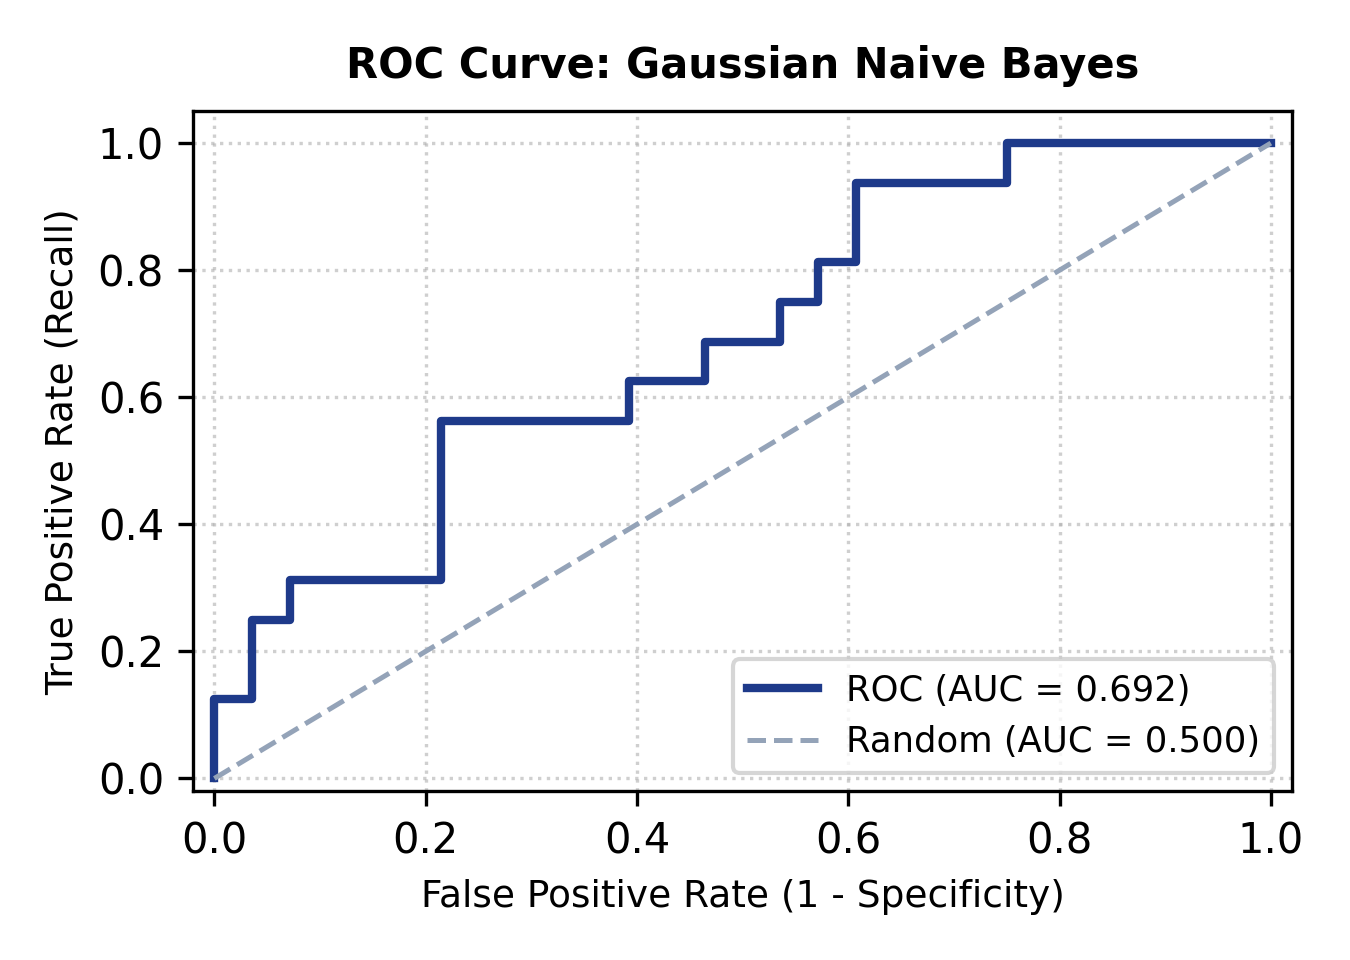 ROC Curve: Gaussian Naive Bayes
True Positive Rate (Recall)
1.0
0.8
0.6
0.4
0.2
0.0
ROC (AUC = 0.692)
Random (AUC = 0.500)
0.0 0.2 0.4 0.6 0.8 1.0
False Positive Rate (1 - Specificity)